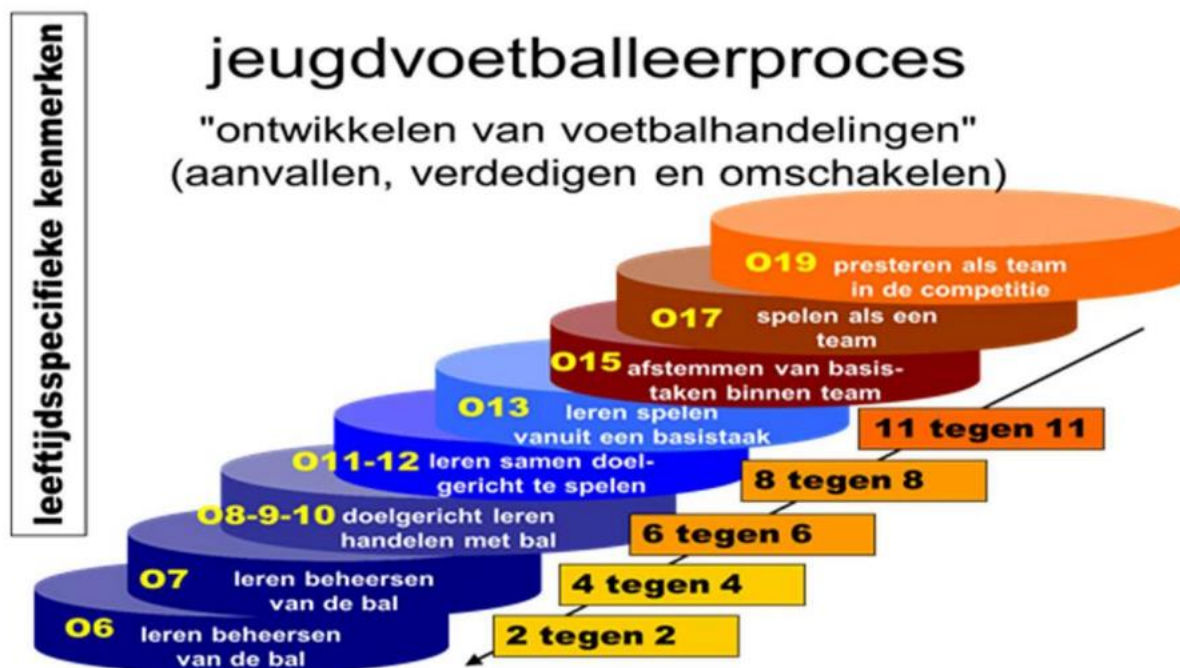 leeftijdsspecifieke kenmerken
jeugdvoetballeerproces
"ontwikkelen van voetbalhandelingen"
(aanvallen, verdedigen en omschakelen)
O19 presteren als team
in de competitie
O17 spelen als een
team
O15 afstemmen van basis-
taken binnen team
O13 leren spelen
vanuit een basistaak
11 tegen 11
O11-12 leren samen doel-
gericht te spelen
8 tegen 8
O8-9-10 doelgericht leren
handelen met bal
6 tegen 6
O7 leren beheersen
van de bal
4 tegen 4
O6 leren beheersen
van de bal
2 tegen 2